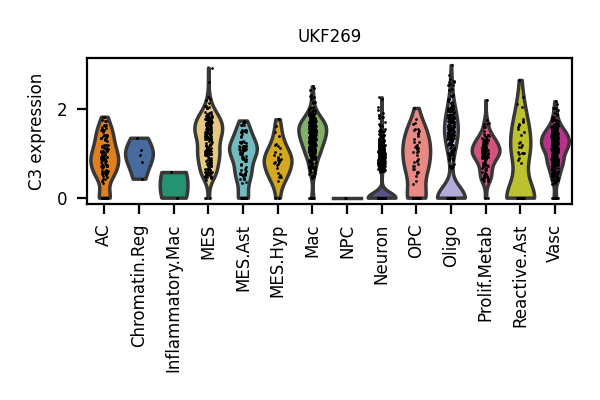 UKF269
C3 expression
2
0
AC
Chromatin.Reg
Inflammatory.Mac
MES
MES.Ast
MES.Hyp
Mac
NPC
Neuron
OPC
Oligo
Prolif.Metab
Reactive.Ast
Vasc